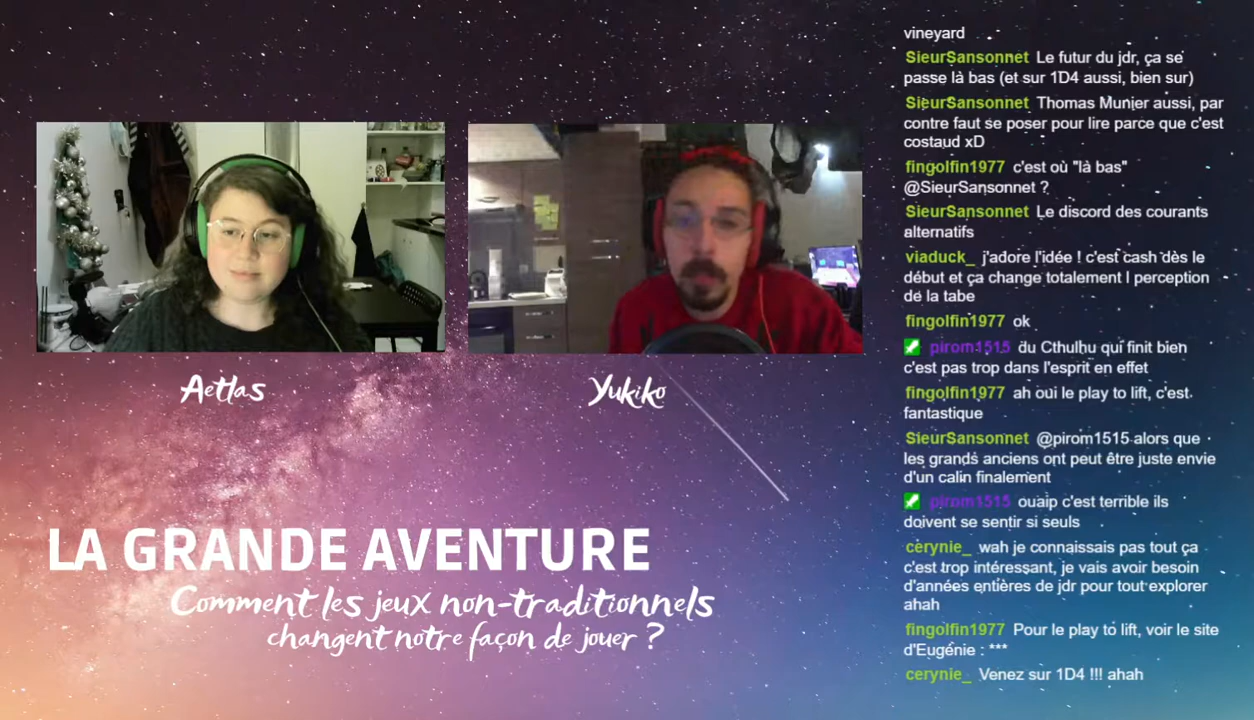 Aetlas
Yukiko
LA GRANDE AVENTURE
Comment les jeux non-traditionnels
changent notre façon de jouer ?
vineyard
SieurSansonnet Le futur du jdr, ça se
passe là bas (et sur 1D4 aussi, bien sur)
SieurSansonnet Thomas Munier aussi, par
contre faut se poser pour lire parce que c'est
costaud xD
fingolfin1977 c'est où "là bas"
@SieurSansonnet ?
SieurSansonnet Le discord des courants
alternatifs
viaduck_ j'adore l'idée ! c'est cash dès le
début et ça change totalement l perception
de la tabe
fingolfin1977 ok
pirom1515 du Cthulhu qui finit bien
c'est pas trop dans l'esprit en effet
fingolfin1977 ah oui le play to lift, c'est
fantastique
SieurSansonnet @pirom1515 alors que
les grands anciens ont peut être juste envie
d'un calin finalement
pirom1515 ouaip c'est terrible ils
doivent se sentir si seuls
cerynie_ wah je connaissais pas tout ça
c'est trop intéressant, je vais avoir besoin
d'années entières de jdr pour tout explorer
ahah
fingolfin1977 Pour le play to lift, voir le site
d'Eugénie : ***
cerynie_ Venez sur 1D4 !!! ahah